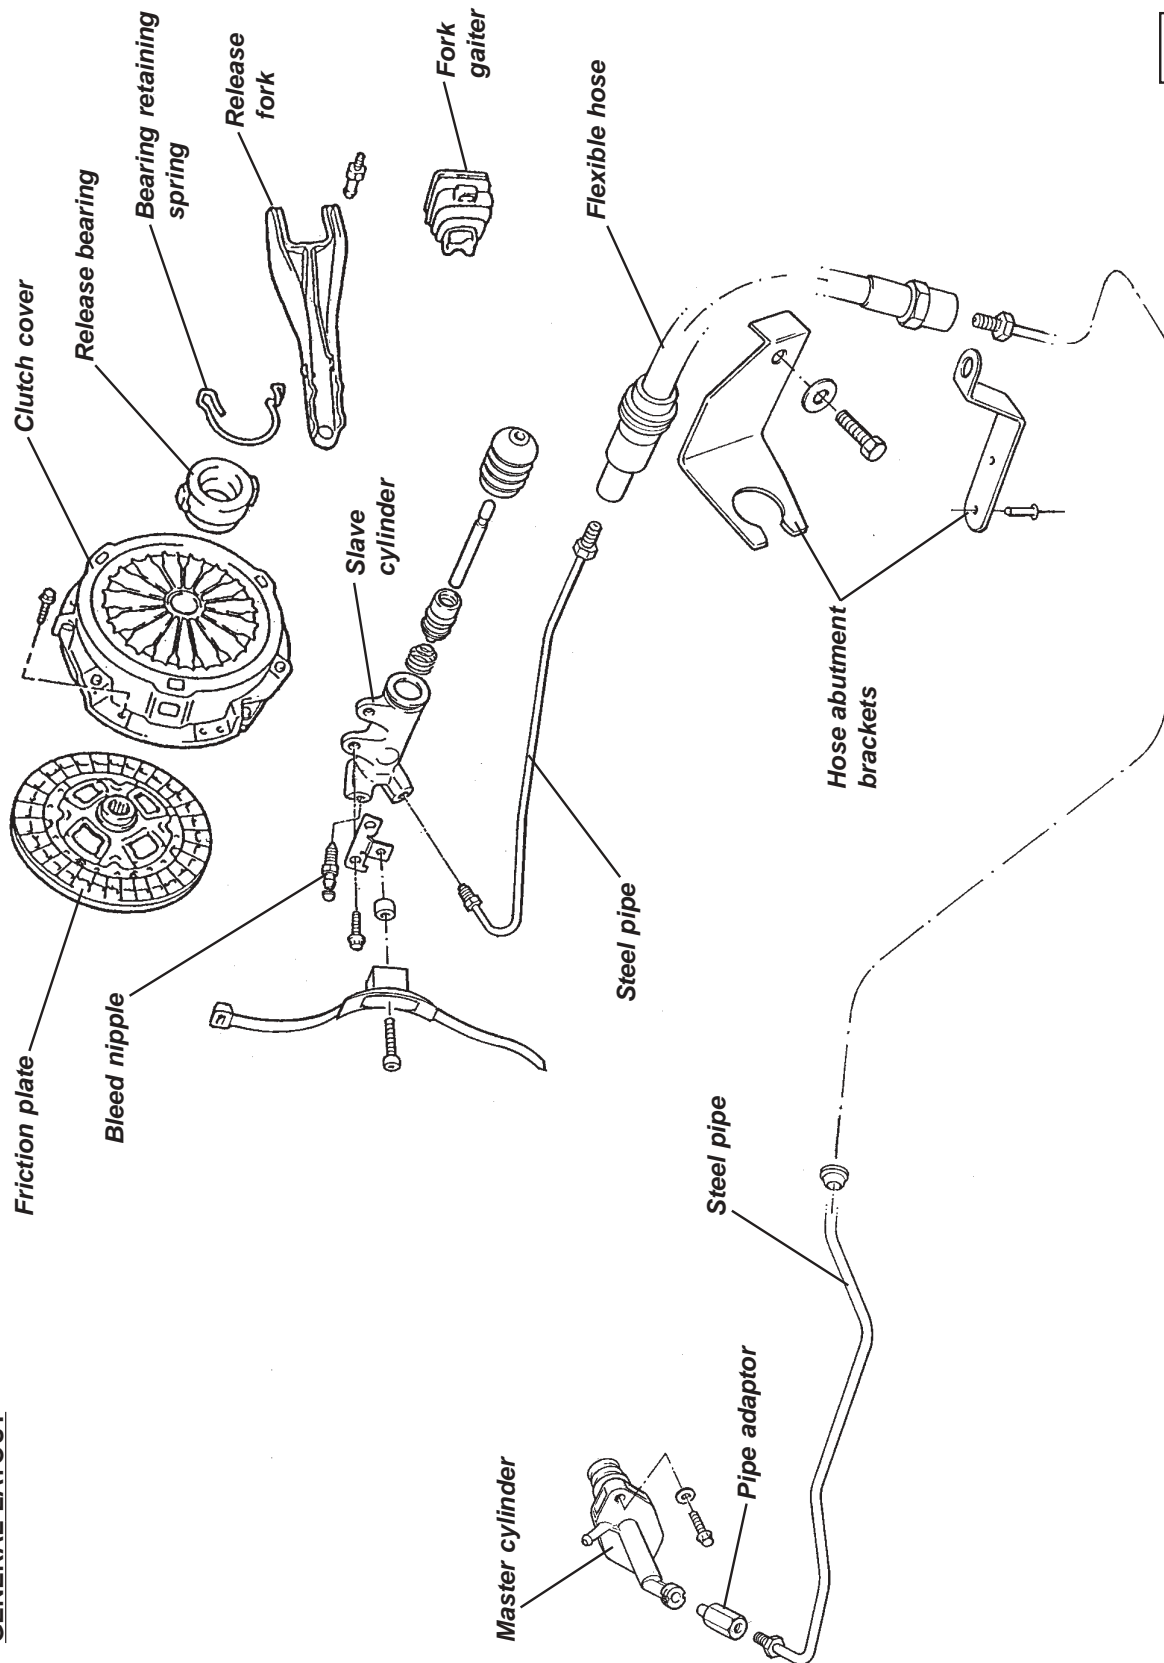 Clutch cover
Release bearing
Bearing retaining
spring
Release
fork
Fork
gaiter
Flexible hose
Friction plate
Bleed nipple
Slave
cylinder
Steel pipe
Hose abutment
brackets
Steel pipe
Master cylinder
Pipe adaptor